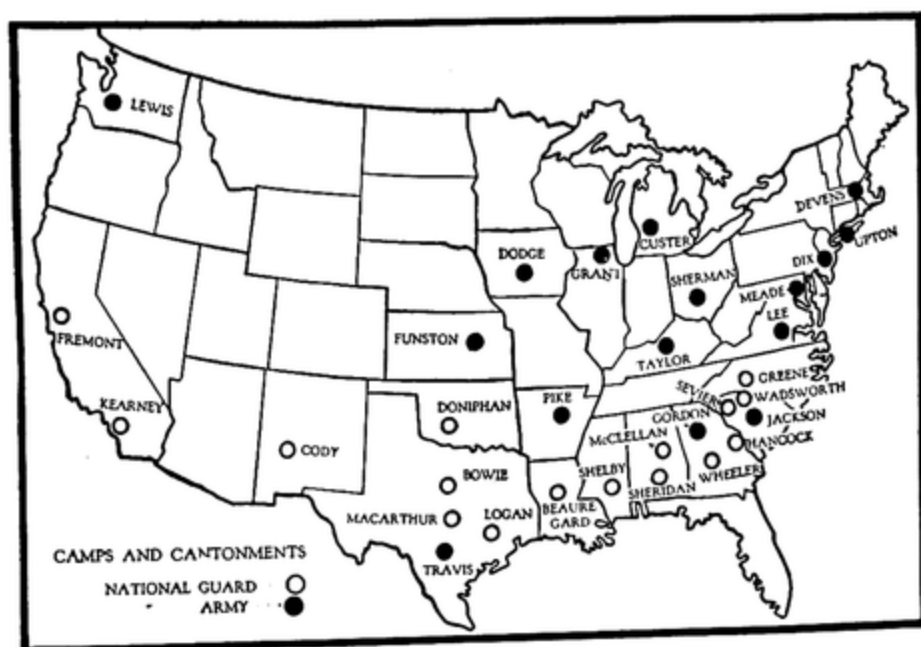 LEWIS
DEVENS
UPTON
CUSTER
DODGE
GRANT
DIX
SHERMAN
MEADE
LEE
FREMONT
FUNSTON
TAYLOR
GREENE
SEVIER
WADSWORTH
KEARNEY
DONIPHAN
PIKE
GORDON
JACKSON
McCLELLAN
HANCOCK
CODY
BOWIE
SHELBY
WHEELER
SHERIDAN
MACARTHUR
LOGAN
BEAURE
GARD
TRAVIS
CAMPS AND CANTONMENTS
NATIONAL GUARD
ARMY